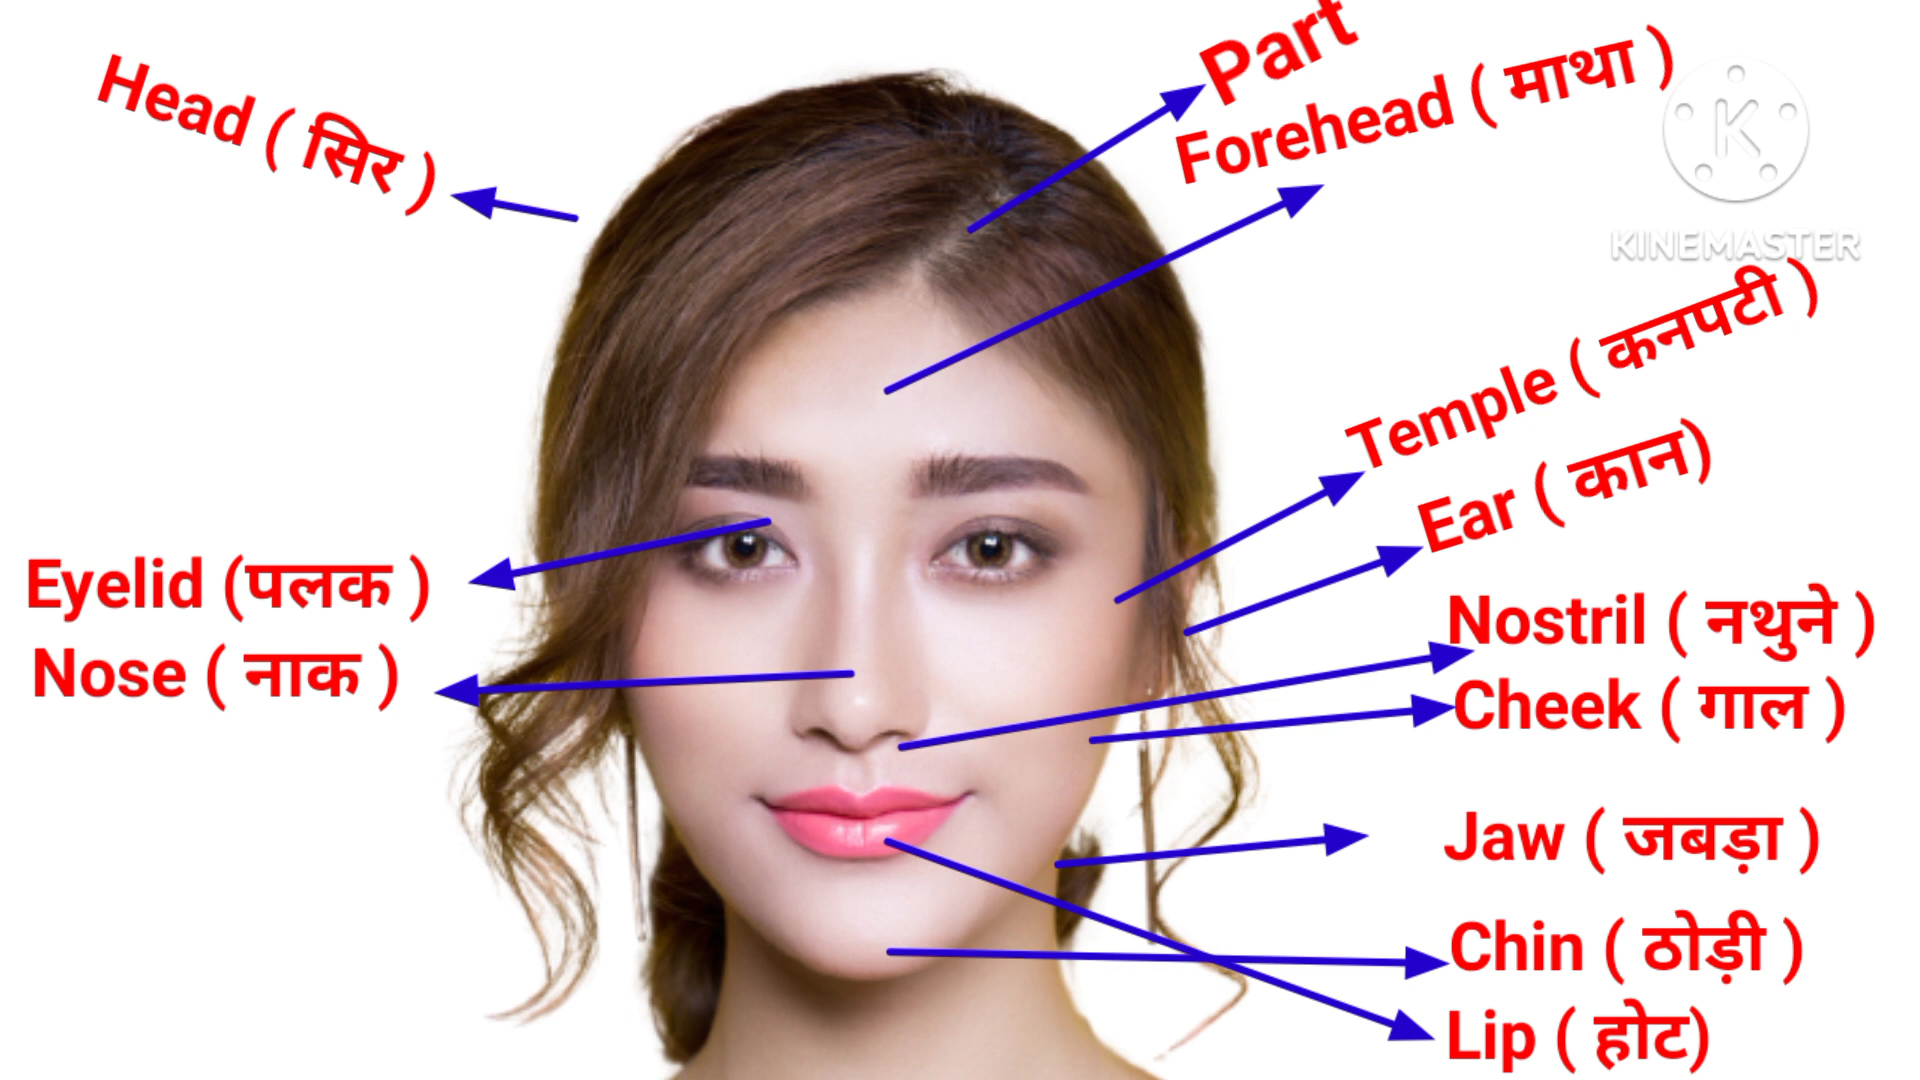 Head ( सिर )
Part
Forehead ( माथा )
K
KINEMASTER
Temple ( कनपटी )
Ear ( कान)
Eyelid (पलक )
Nose ( नाक )
Nostril ( नथुने )
Cheek ( गाल )
Jaw ( जबड़ा )
Chin ( ठोड़ी )
Lip ( होट)